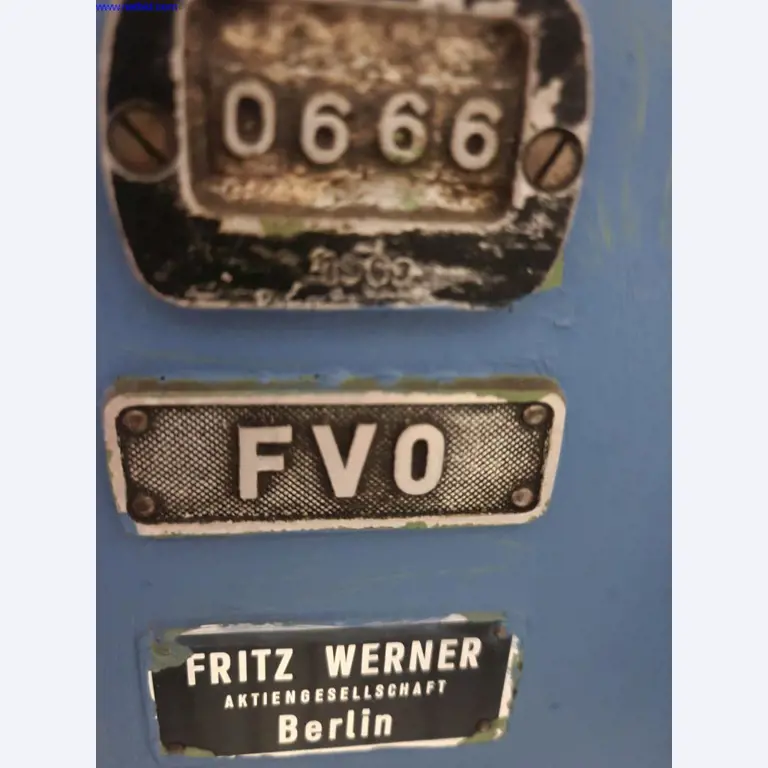 0666
FVO
FRITZ WERNER
AKTIENGESELLSCHAFT
Berlin